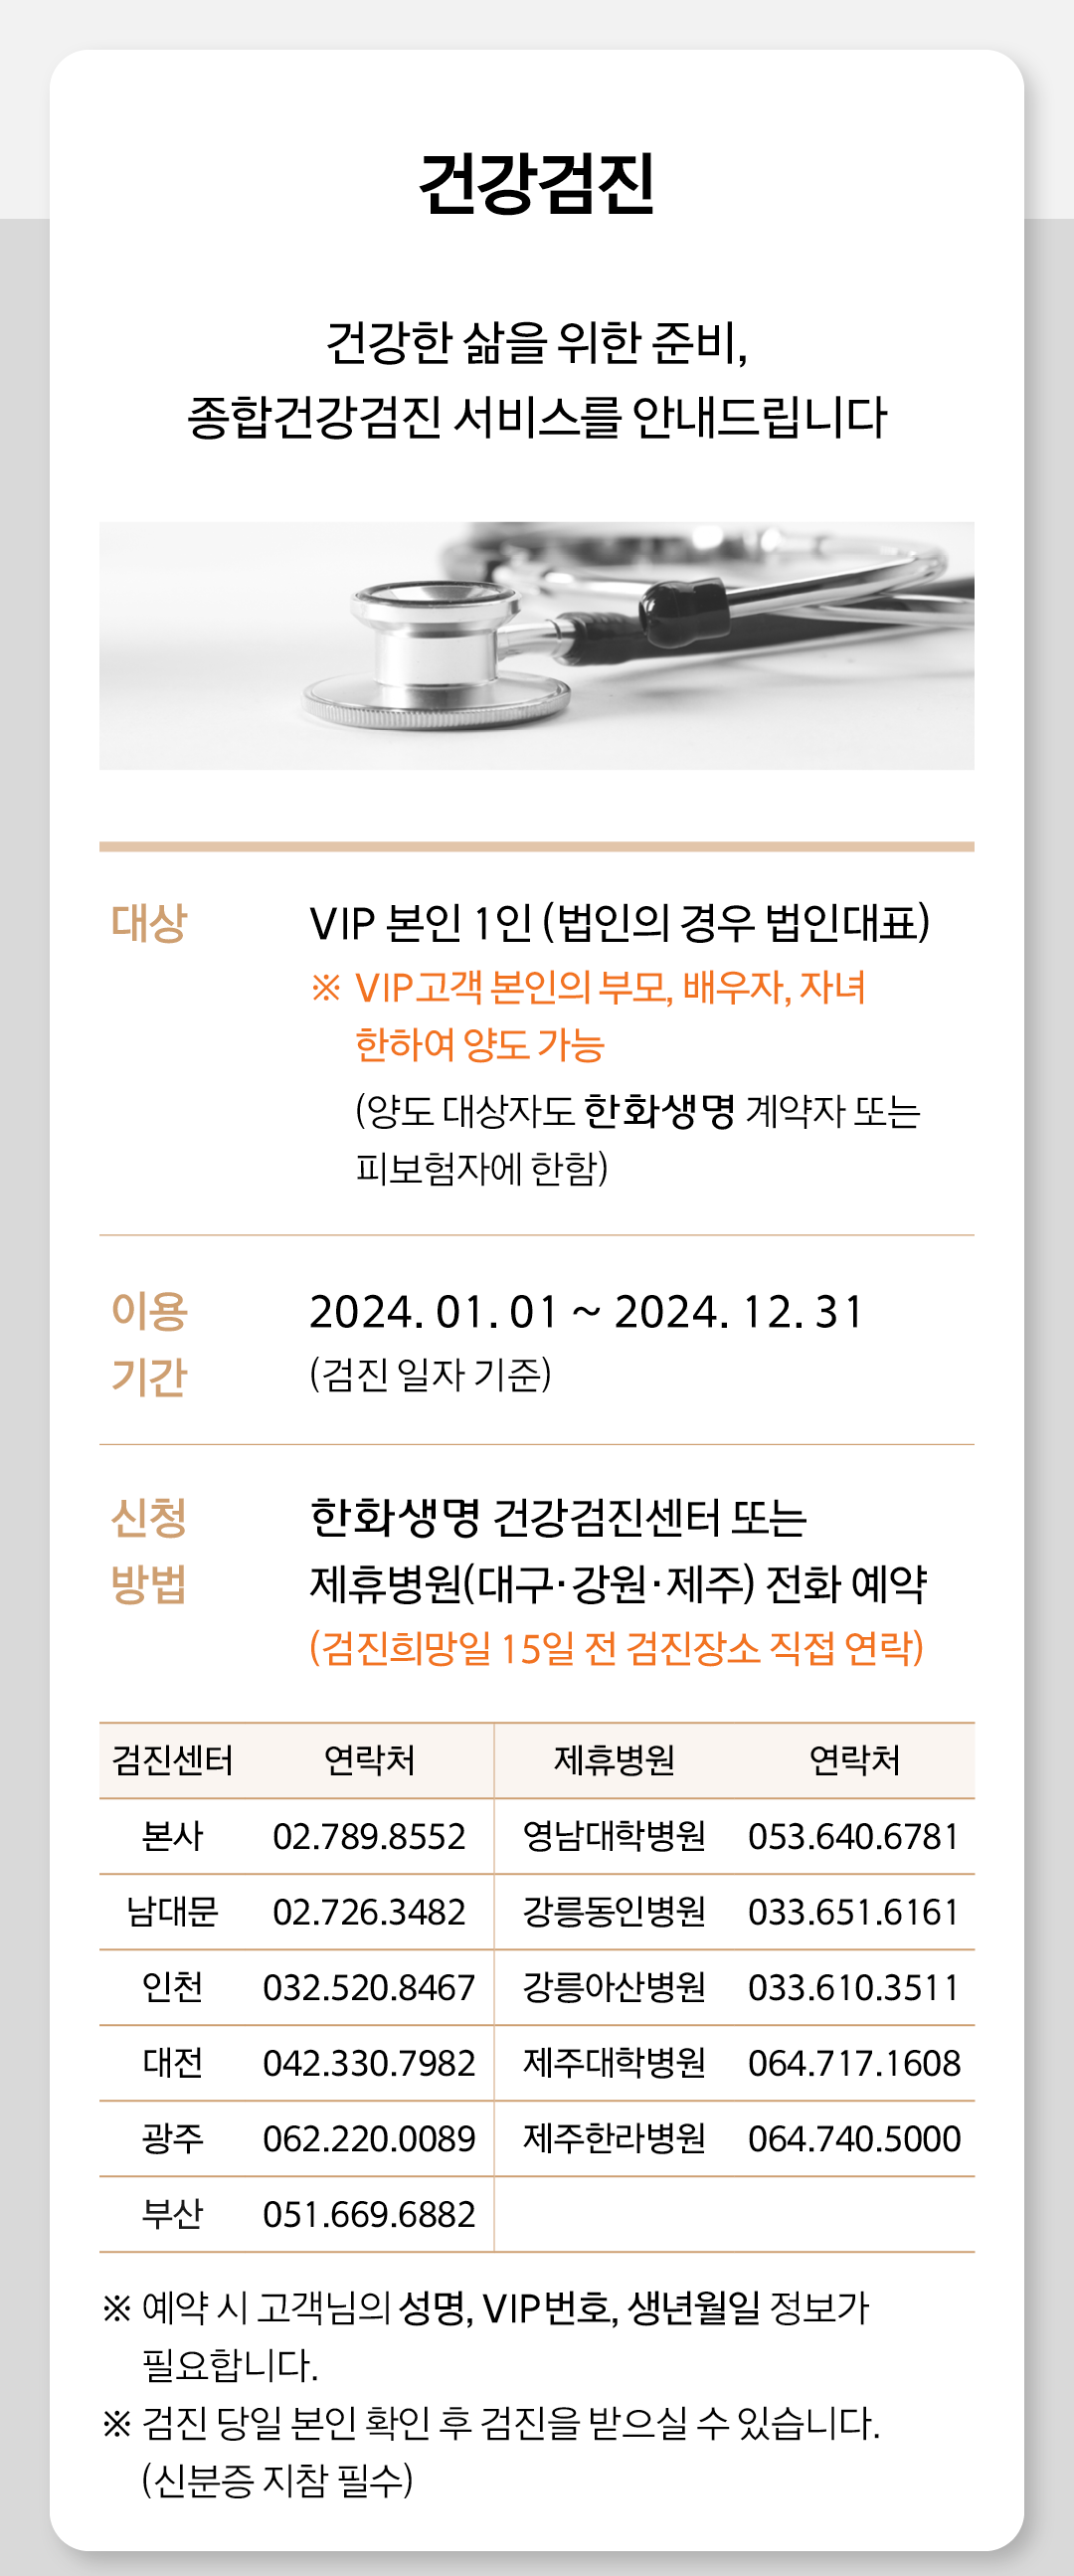 건강검진
건강한 삶을 위한 준비,
종합건강검진 서비스를 안내드립니다
대상
VIP 본인 1인 (법인의 경우 법인대표)
※ VIP고객 본인의 부모, 배우자, 자녀
한하여 양도 가능
(양도 대상자도 한화생명 계약자 또는
피보험자에 한함)
이용
기간
2024. 01. 01 ~ 2024. 12. 31
(검진 일자 기준)
신청
방법
한화생명 건강검진센터 또는
제휴병원(대구·강원·제주) 전화 예약
(검진희망일 15일 전 검진장소 직접 연락)
검진센터 연락처 제휴병원 연락처
본사 02.789.8552 영남대학병원 053.640.6781
남대문 02.726.3482 강릉동인병원 033.651.6161
인천 032.520.8467 강릉아산병원 033.610.3511
대전 042.330.7982 제주대학병원 064.717.1608
광주 062.220.0089 제주한라병원 064.740.5000
부산 051.669.6882
※ 예약 시 고객님의 성명, VIP번호, 생년월일 정보가
필요합니다.
※ 검진 당일 본인 확인 후 검진을 받으실 수 있습니다.
(신분증 지참 필수)